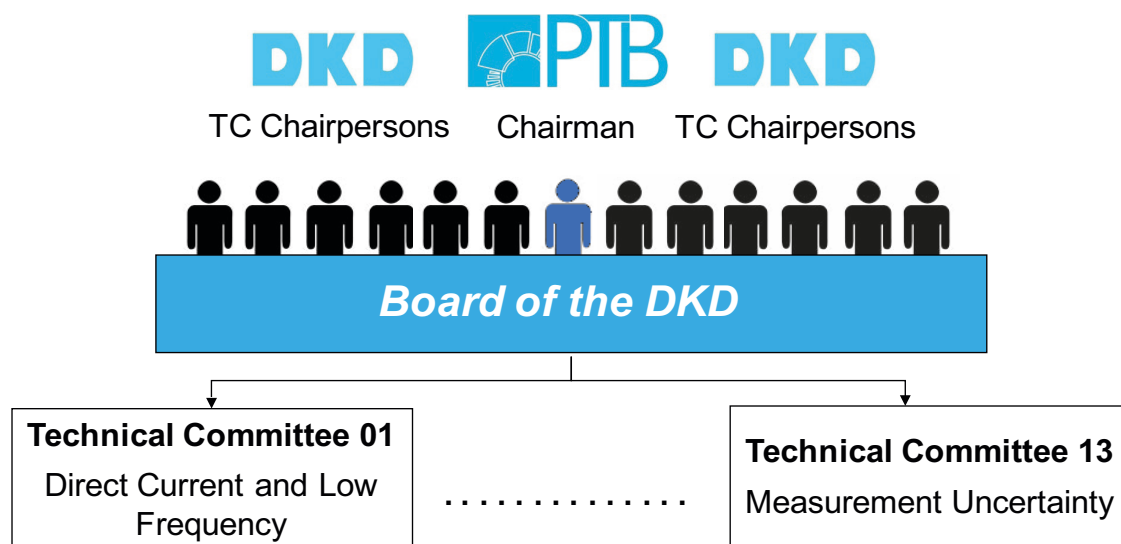 DKD PTB DKD
TC Chairpersons Chairman TC Chairpersons
Board of the DKD
Technical Committee 01
Direct Current and Low
Frequency
. . . . . . . . . . . . . .
Technical Committee 13
Measurement Uncertainty